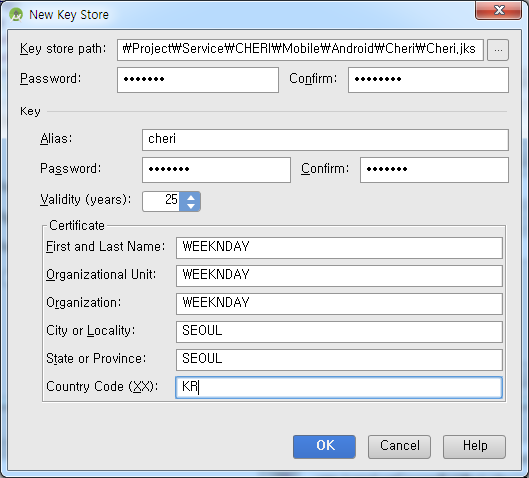 New Key Store
Key store path: ₩Project₩Service₩CHERI₩Mobile₩Android₩Cheri₩Cheri.jks ...
Password: ••••••• Confirm: ••••••••
Key
Alias: cheri
Password: ••••••• Confirm: •••••••
Validity (years): 25
Certificate
First and Last Name: WEEKNDAY
Organizational Unit: WEEKNDAY
Organization: WEEKNDAY
City or Locality: SEOUL
State or Province: SEOUL
Country Code (XX): KR
OK Cancel Help